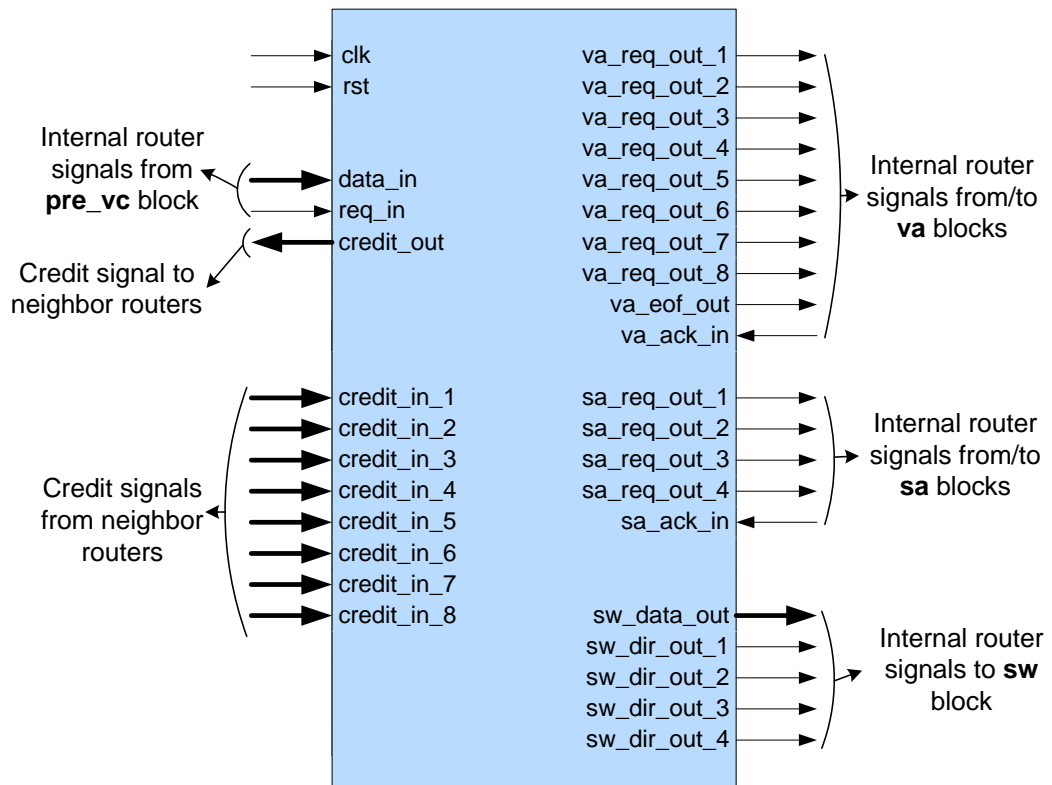 clk
rst
Internal router
signals from
pre_vc block
data_in
req_in
credit_out
Credit signal to
neighbor routers
credit_in_1
credit_in_2
credit_in_3
credit_in_4
credit_in_5
credit_in_6
credit_in_7
credit_in_8
Credit signals
from neighbor
routers
va_req_out_1
va_req_out_2
va_req_out_3
va_req_out_4
va_req_out_5
va_req_out_6
va_req_out_7
va_req_out_8
va_eof_out
va_ack_in
Internal router
signals from/to
va blocks
sa_req_out_1
sa_req_out_2
sa_req_out_3
sa_req_out_4
sa_ack_in
Internal router
signals from/to
sa blocks
sw_data_out
sw_dir_out_1
sw_dir_out_2
sw_dir_out_3
sw_dir_out_4
Internal router
signals to sw
block